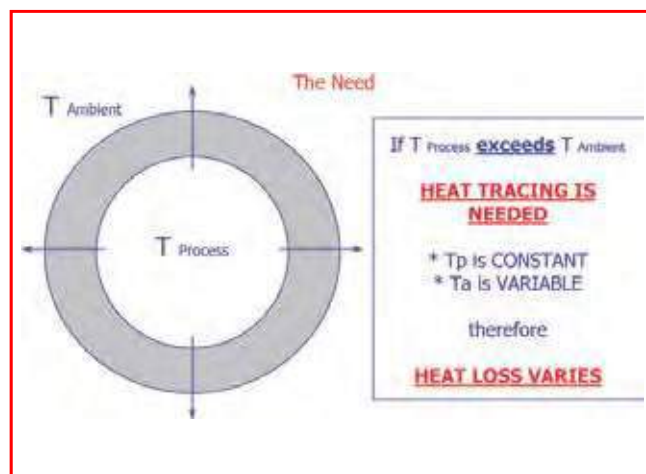 The Need
T Ambient
T Process
If T Process exceeds T Ambient
HEAT TRACING IS
NEEDED
* Tp is CONSTANT
* Ta is VARIABLE
therefore
HEAT LOSS VARIES